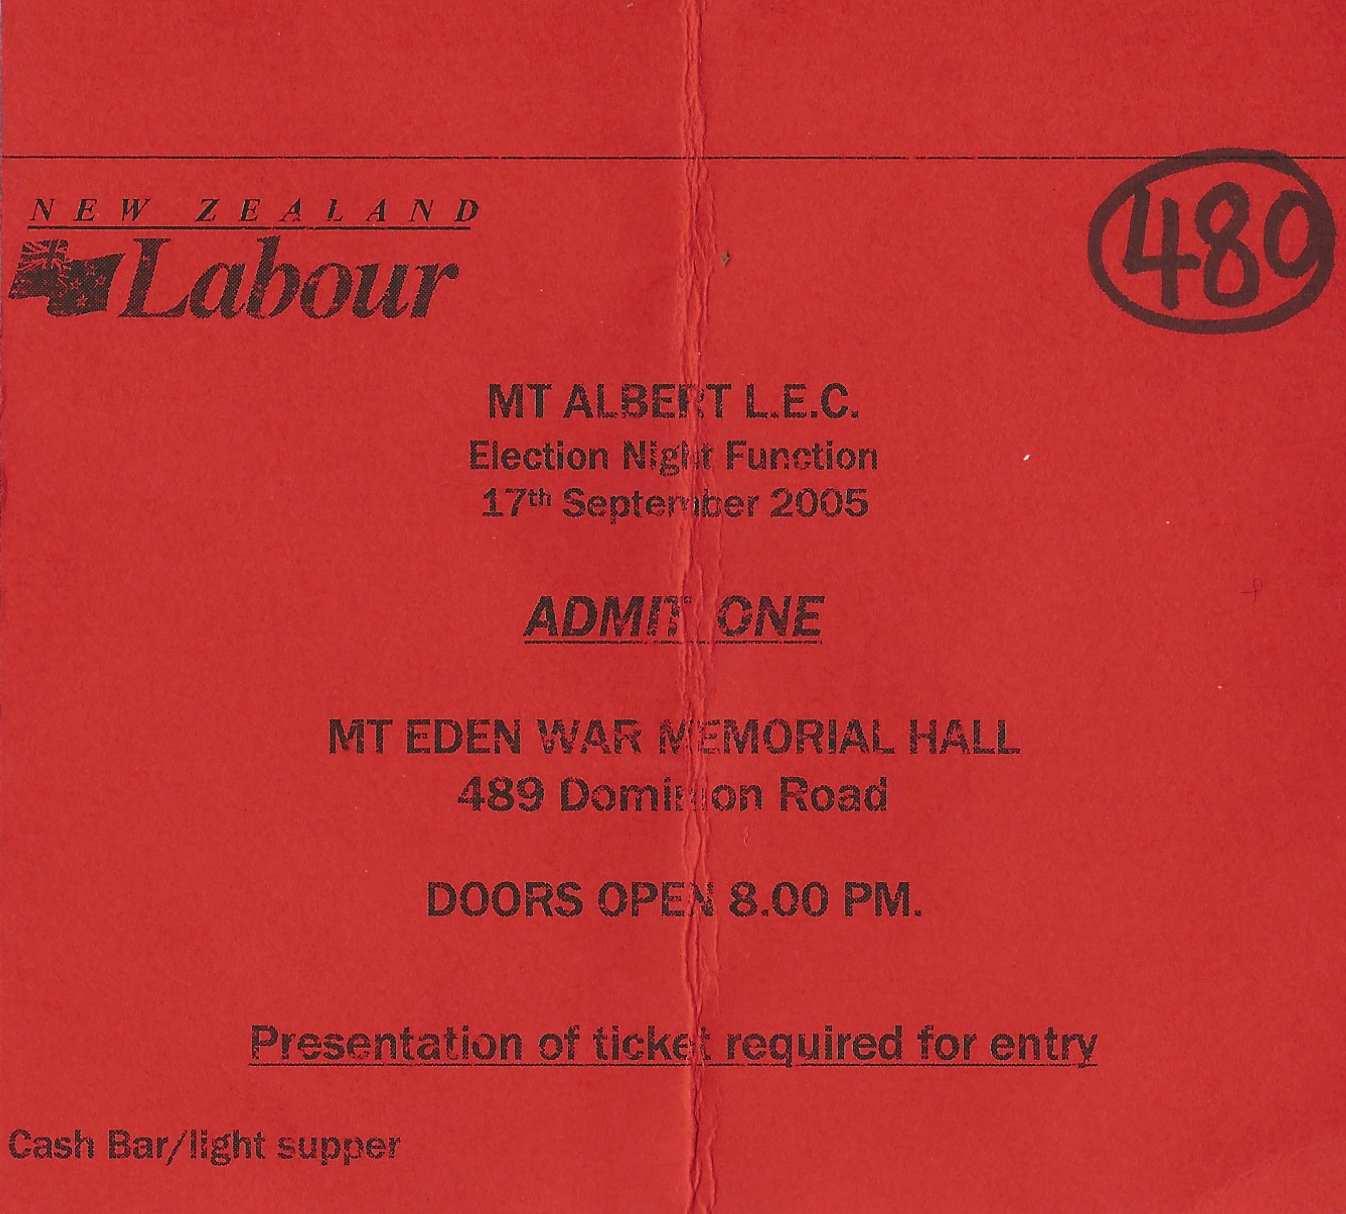 NEW ZEALAND
Labour
480
MT ALBERT L.E.C.
Election Night Function
17th September 2005
ADMIT ONE
MT EDEN WAR MEMORIAL HALL
489 Dominion Road
DOORS OPEN 8.00 PM.
Presentation of ticket required for entry
Cash Bar/light supper